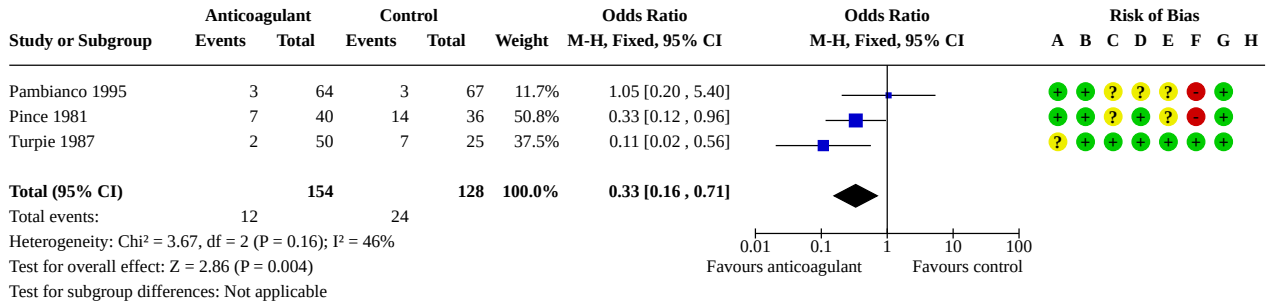 Anticoagulant Control Odds Ratio Odds Ratio Risk of Bias
Study or Subgroup Events Total Events Total Weight M-H, Fixed, 95% CI M-H, Fixed, 95% CI A B C D E F G H
Pambianco 1995 3 64 3 67 11.7% 1.05 [0.20 , 5.40] + + ? ? ? - +
Pince 1981 7 40 14 36 50.8% 0.33 [0.12 , 0.96] + + ? + ? - +
Turpie 1987 2 50 7 25 37.5% 0.11 [0.02 , 0.56] ? + + + + + +
Total (95% CI) 154 128 100.0% 0.33 [0.16 , 0.71]
Total events: 12 24
Heterogeneity: Chi² = 3.67, df = 2 (P = 0.16); I² = 46% 0.01 0.1 1 10 100
Test for overall effect: Z = 2.86 (P = 0.004) Favours anticoagulant Favours control
Test for subgroup differences: Not applicable